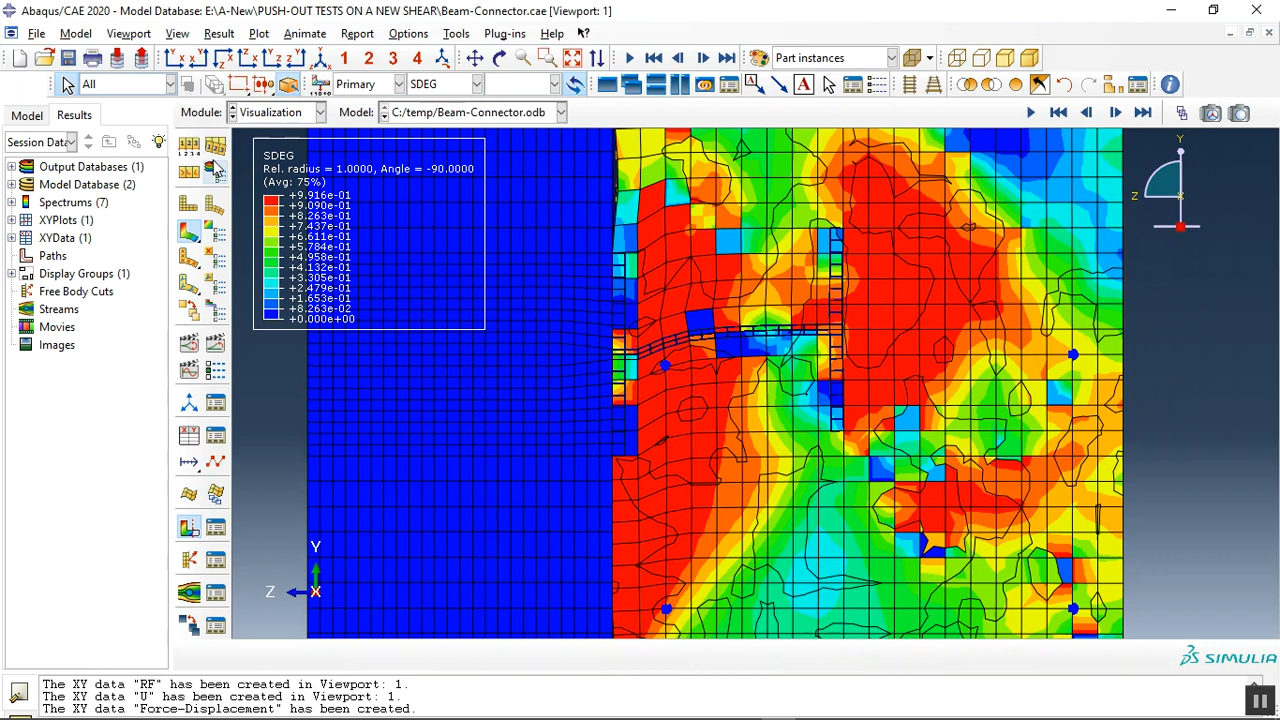 Abaqus/CAE 2020 - Model Database: E:\A-New\PUSH-OUT TESTS ON A NEW SHEAR\Beam-Connector.cae [Viewport: 1]
File Model Viewport View Result Plot Animate Report Options Tools Plug-ins
1 2 3 4 Part instances
All Primary SDEG
Model Results Module: Visualization Model: C:/temp/Beam-Connector.odb
Session Data
Output Databases (1)
Model Database (2)
Spectrums (7)
XYPlots (1)
XYData (1)
Paths
Display Groups (1)
Free Body Cuts
Streams
Movies
Images
SDEG
Rel. radius = 1.0000, Angle = -90.0000
(Avg: 75%)
+9.916e-01
+9.090e-01
+8.263e-01
+7.437e-01
+6.611e-01
+5.784e-01
+4.958e-01
+4.132e-01
+3.305e-01
+2.479e-01
+1.653e-01
+8.263e-02
+0.000e+00
Y
Z X
Y
Z X
SIMULIA
The XY data "RF" has been created in Viewport: 1.
The XY data "U" has been created in Viewport: 1.
The XY data "Force-Displacement" has been created.